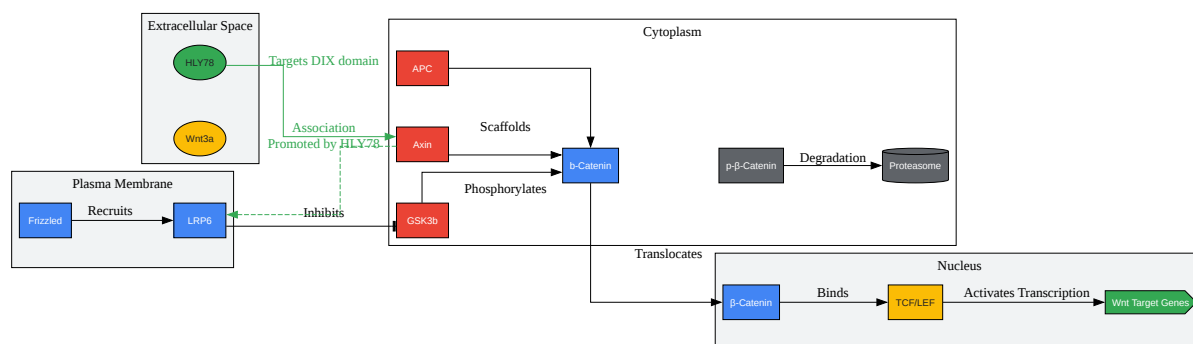 Extracellular Space
HLY78
Targets DIX domain
Wnt3a
Association
Promoted by HLY78
Plasma Membrane
Frizzled
Recruits
LRP6
Inhibits
Cytoplasm
APC
Axin
Scaffolds
b-Catenin
Phosphorylates
GSK3b
p-β-Catenin
Degradation
Proteasome
Translocates
Nucleus
β-Catenin
Binds
TCF/LEF
Activates Transcription
Wnt Target Genes